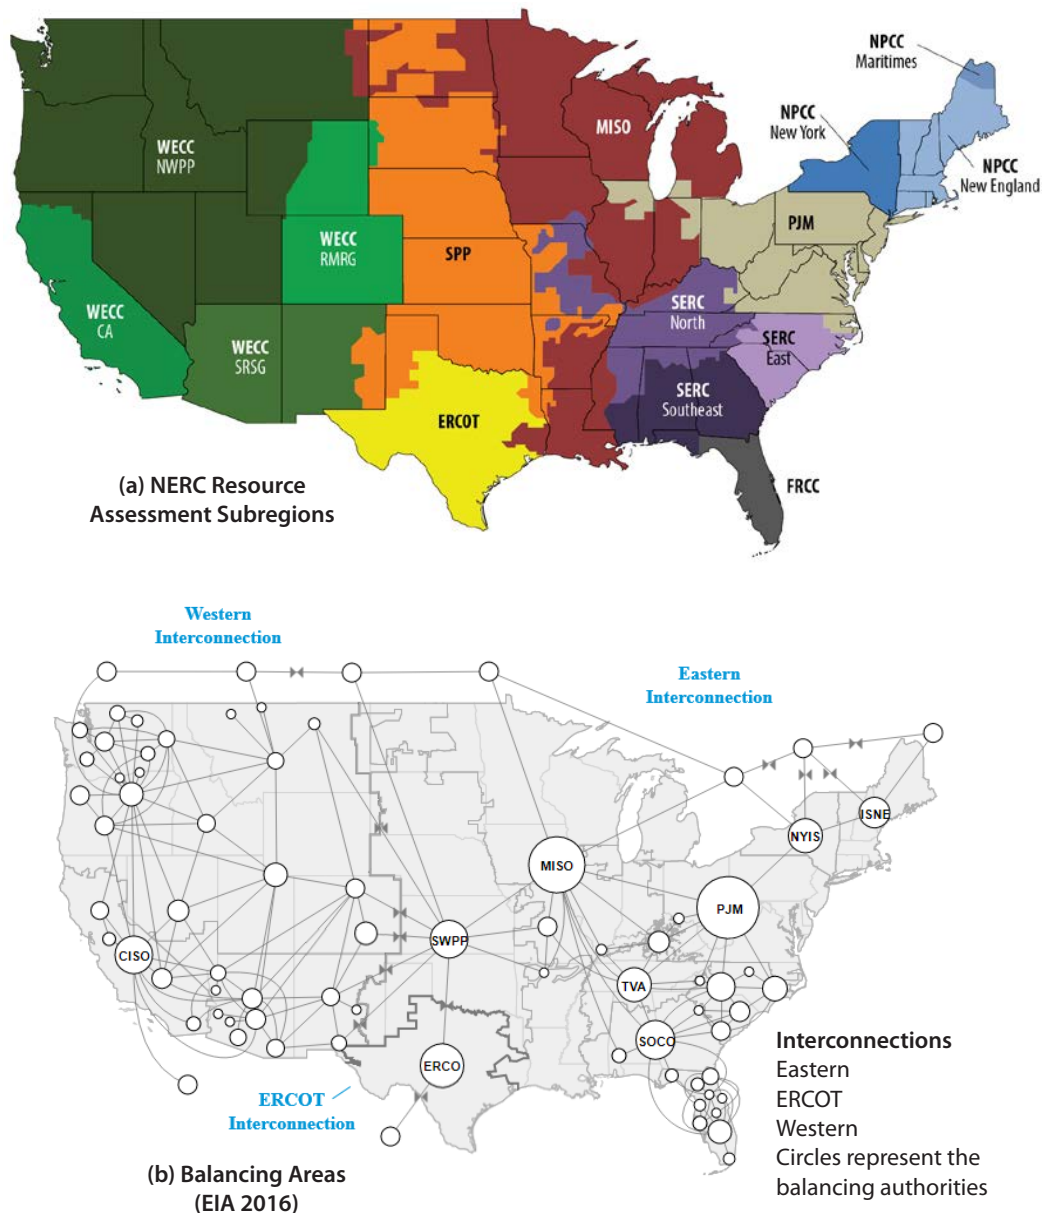 NPCC
Maritimes
NPCC
New York
MISO
WECC
NWPP
NPCC
New England
PJM
WECC
RMRG
SPP
SERC
North
WECC
CA
SERC
East
WECC
SRSG
SERC
Southeast
ERCOT
FRCC
(a) NERC Resource
Assessment Subregions
Western
Interconnection
Eastern
Interconnection
ISNE
NYIS
MISO
PJM
SWPP
CISO
TVA
SOCO
ERCO
ERCOT
Interconnection
Interconnections
Eastern
ERCOT
Western
Circles represent the
balancing authorities
(b) Balancing Areas
(EIA 2016)